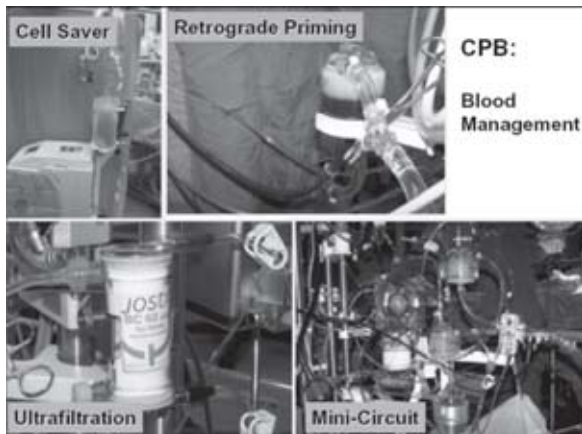 Cell Saver
Retrograde Priming
CPB:
Blood
Management
JOST
Ultrafiltration
Mini-Circuit